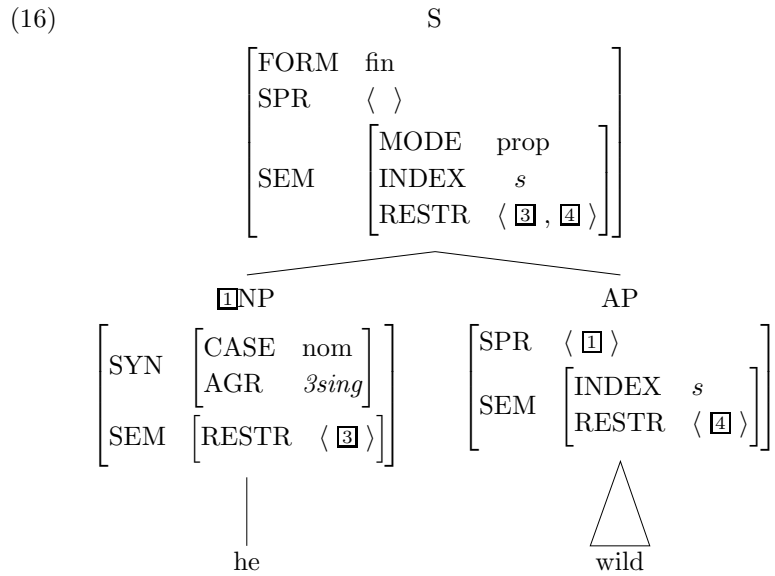 (16) S
FORM fin
SPR ⟨ ⟩
MODE prop
SEM INDEX s
RESTR ⟨ 3 , 4 ⟩
1NP AP
SYN CASE nom
AGR 3sing
SEM RESTR ⟨ 3 ⟩
SPR ⟨ 1 ⟩
SEM INDEX s
RESTR ⟨ 4 ⟩
he wild